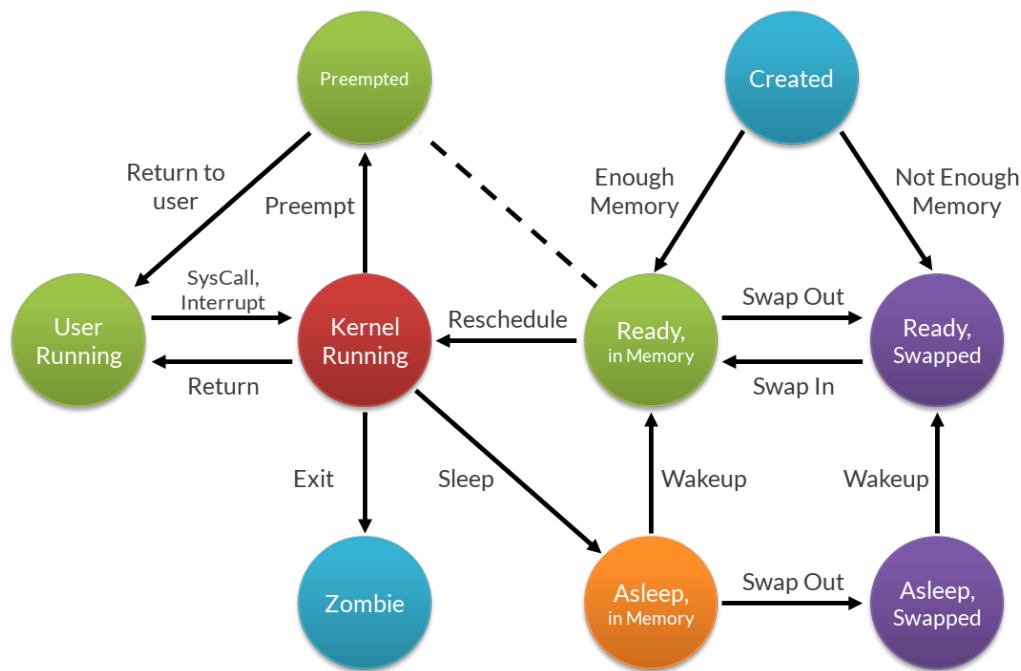 Preempted
Created
Return to
user
Preempt
Enough
Memory
Not Enough
Memory
SysCall,
Interrupt
User
Running
Kernel
Running
Reschedule
Ready,
in Memory
Swap Out
Ready,
Swapped
Return
Swap In
Exit
Sleep
Wakeup
Wakeup
Zombie
Asleep,
in Memory
Swap Out
Asleep,
Swapped